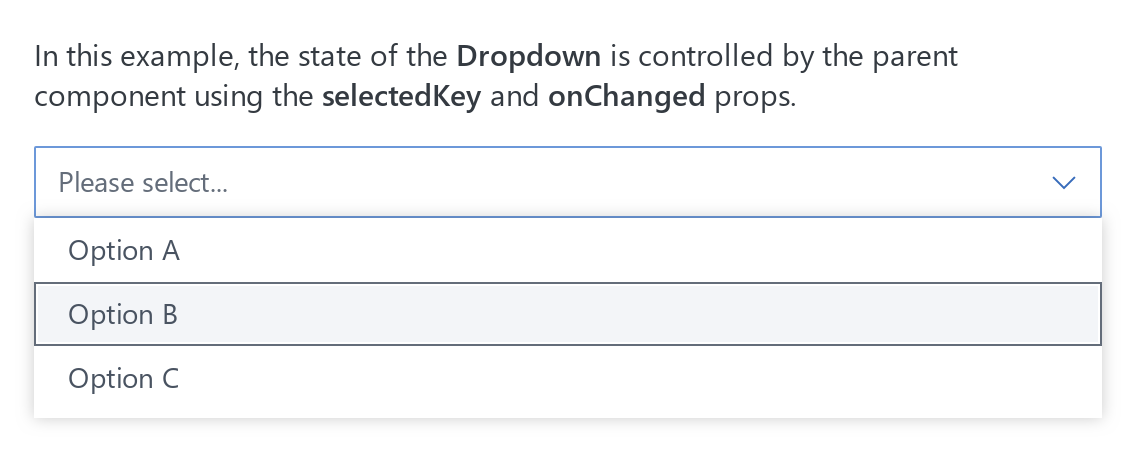 In this example, the state of the Dropdown is controlled by the parent
component using the selectedKey and onChanged props.
Please select...
Option A
Option B
Option C